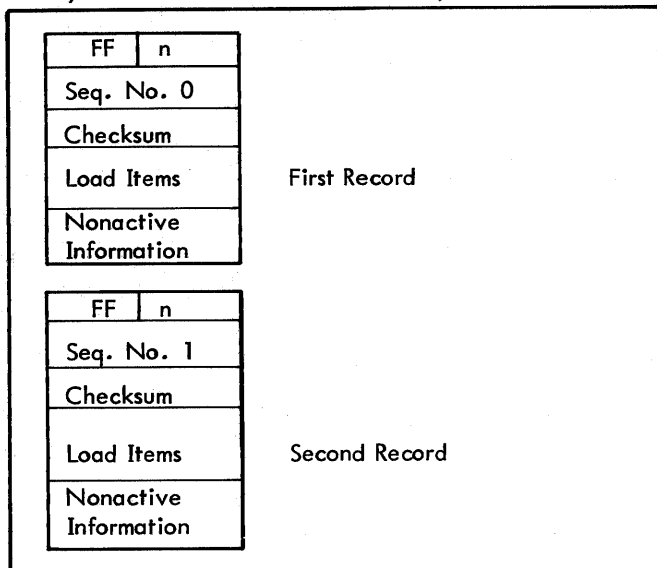 FF n
Seq. No. 0
Checksum
Load Items First Record
Nonactive
Information
FF n
Seq. No. 1
Checksum
Load Items Second Record
Nonactive
Information